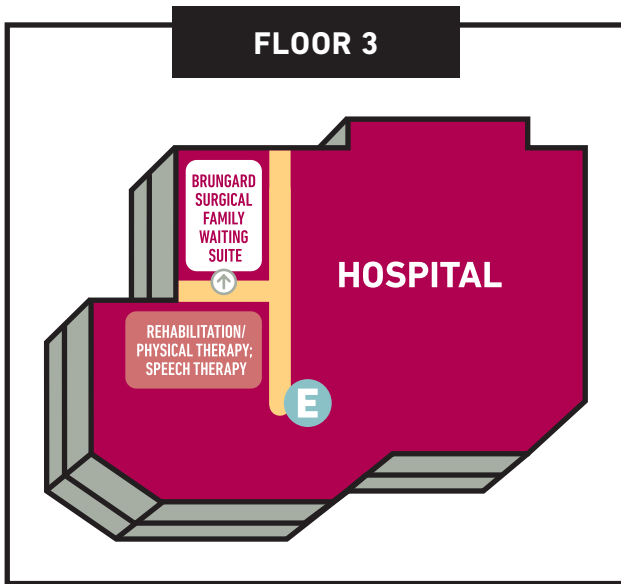 FLOOR 3
BRUNGARD
SURGICAL
FAMILY
WAITING
SUITE
HOSPITAL
REHABILITATION/
PHYSICAL THERAPY;
SPEECH THERAPY
E